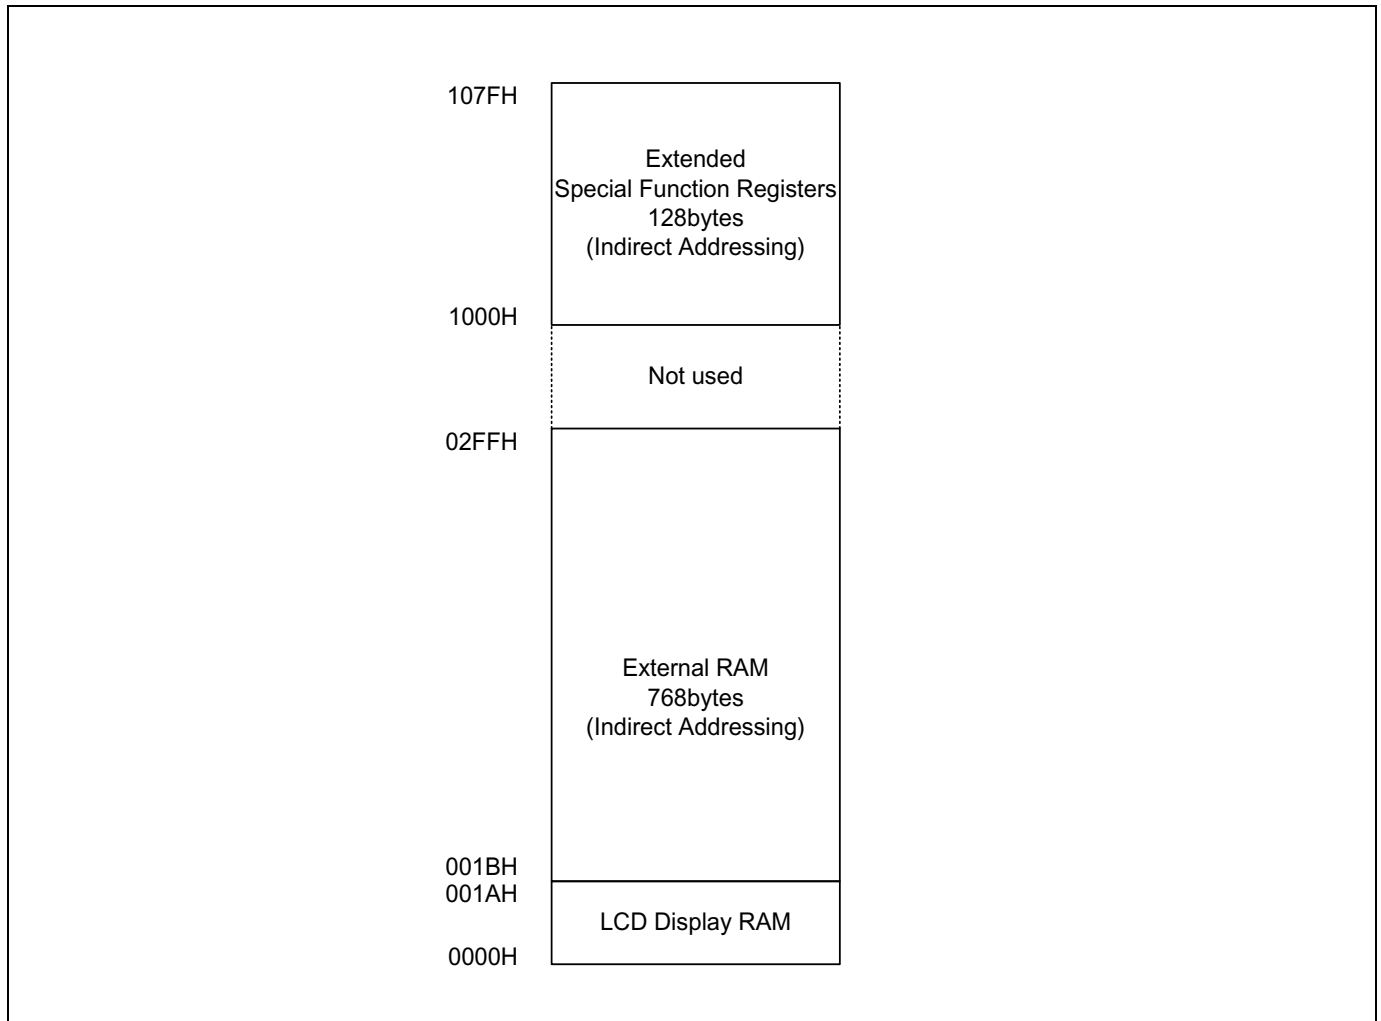 107FH
Extended
Special Function Registers
128bytes
(Indirect Addressing)
1000H
Not used
02FFH
External RAM
768bytes
(Indirect Addressing)
001BH
001AH
LCD Display RAM
0000H